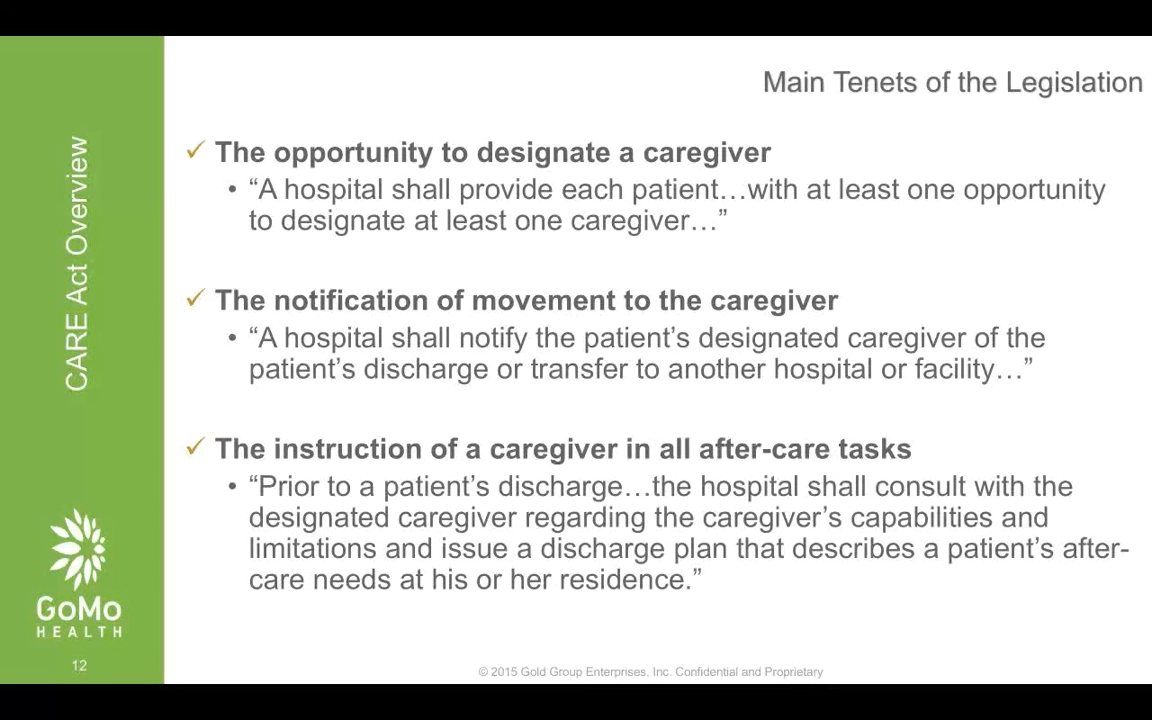 Main Tenets of the Legislation
CARE Act Overview
✓ The opportunity to designate a caregiver
• “A hospital shall provide each patient…with at least one opportunity
to designate at least one caregiver…”
✓ The notification of movement to the caregiver
• “A hospital shall notify the patient’s designated caregiver of the
patient’s discharge or transfer to another hospital or facility…”
✓ The instruction of a caregiver in all after-care tasks
• “Prior to a patient’s discharge…the hospital shall consult with the
designated caregiver regarding the caregiver’s capabilities and
limitations and issue a discharge plan that describes a patient’s after-
care needs at his or her residence.”
GoMo
HEALTH
12
© 2015 Gold Group Enterprises, Inc. Confidential and Proprietary